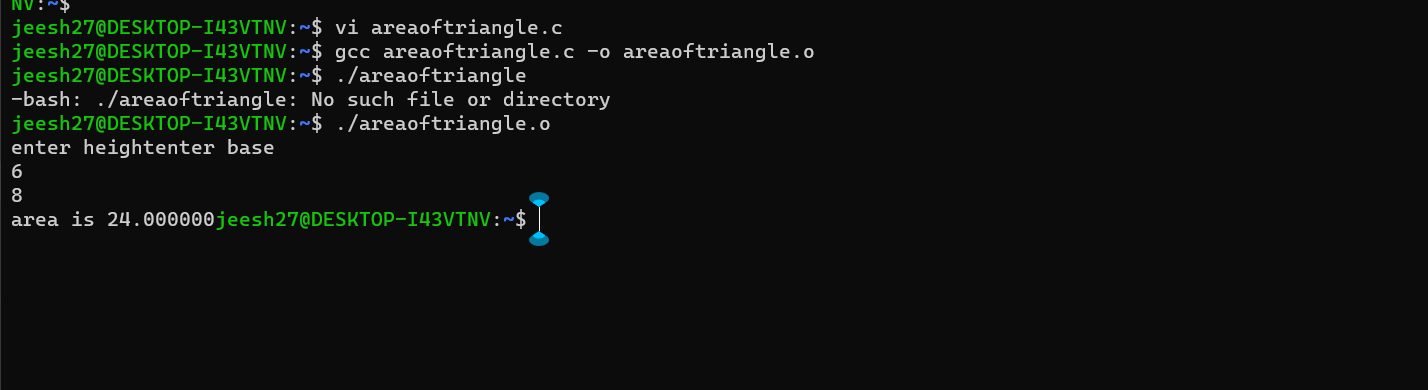 NV:~$
jeesh27@DESKTOP-I43VTNV:~$ vi areaoftriangle.c
jeesh27@DESKTOP-I43VTNV:~$ gcc areaoftriangle.c -o areaoftriangle.o
jeesh27@DESKTOP-I43VTNV:~$ ./areaoftriangle
-bash: ./areaoftriangle: No such file or directory
jeesh27@DESKTOP-I43VTNV:~$ ./areaoftriangle.o
enter heightenter base
6
8
area is 24.000000jeesh27@DESKTOP-I43VTNV:~$